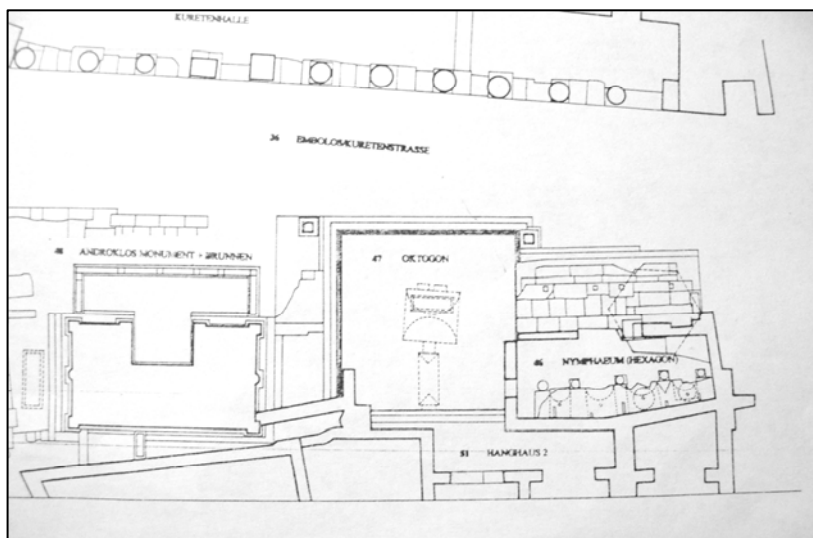 KURETENHALLE
36 EMBOLOS/KURETENSTRASSE
48 ANDROKLOS MONUMENT + BRUNNEN
47 OKTOGON
46 NYMPHAEUM (HEXAGON)
51 HANGHAUS 2